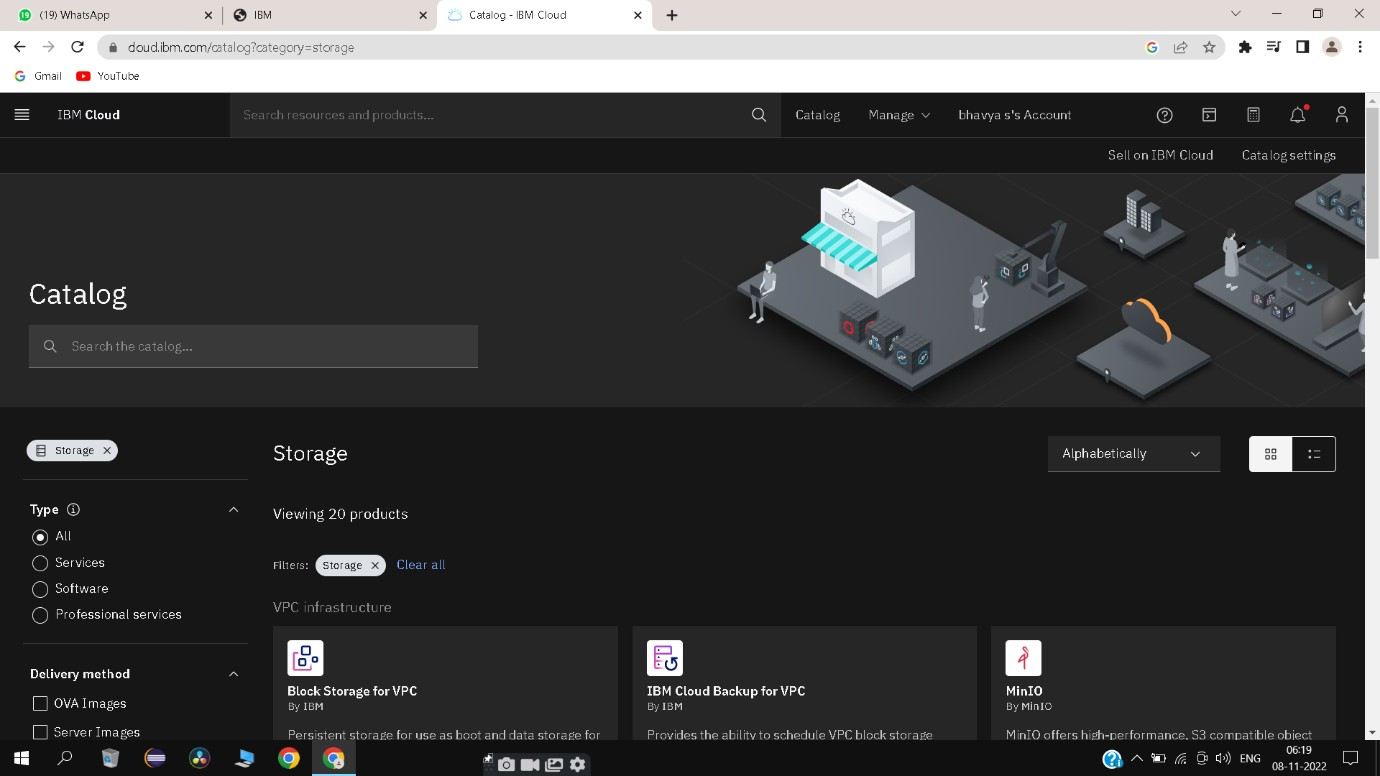 (19) WhatsApp
IBM
Catalog - IBM Cloud
cloud.ibm.com/catalog?category=storage
Gmail
YouTube
IBM Cloud
Search resources and products...
Catalog
Manage
bhavya s's Account
Sell on IBM Cloud
Catalog settings
Catalog
Search the catalog...
Storage
Storage
Alphabetically
Type
All
Services
Software
Professional services
Viewing 20 products
Filters: Storage Clear all
VPC infrastructure
Delivery method
OVA Images
Server Images
Block Storage for VPC
By IBM
Persistent storage for use as boot and data storage for
IBM Cloud Backup for VPC
By IBM
Provides the ability to schedule VPC block storage
MinIO
By MinIO
MinIO offers high-performance, S3 compatible object
ENG
06:19
08-11-2022